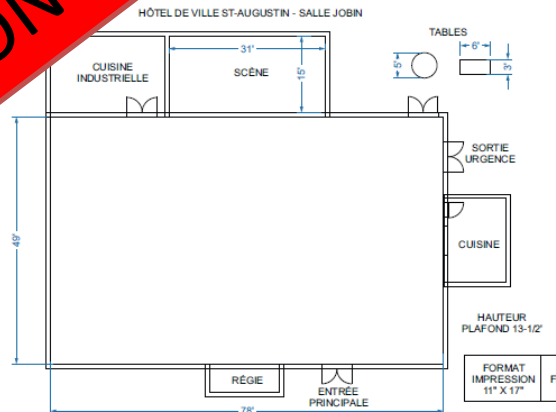 HÔTEL DE VILLE ST-AUGUSTIN - SALLE JOBIN
TABLES
6'
5'
3'
31'
15'
CUISINE
INDUSTRIELLE
SCÈNE
SORTIE
URGENCE
49'
CUISINE
HAUTEUR
PLAFOND 13-1/2'
RÉGIE
ENTRÉE
PRINCIPALE
78'
FORMAT
IMPRESSION
11" X 17"